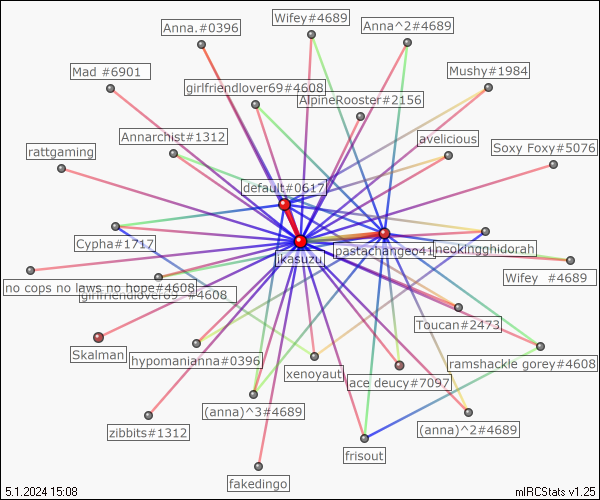 Wifey#4689
Anna.#0396
Anna^2#4689
Mad #6901
Mushy#1984
girlfriendlover69#4608
AlpineRooster#2156
Annarchist#1312
avelicious
rattgaming
Soxy Foxy#5076
default#0617
Cypha#1717
pastachangeo41
neokingghidorah
jkasuzu
no cops no laws no hope#4608
Wifey #4689
girlfriendlover69 #4608
Toucan#2473
Skalman
hypomanianna#0396
ramshackle gorey#4608
xenoyaut
ace deucy#7097
(anna)^3#4689
(anna)^2#4689
zibbits#1312
frisout
fakedingo
5.1.2024 15:08
mIRCStats v1.25